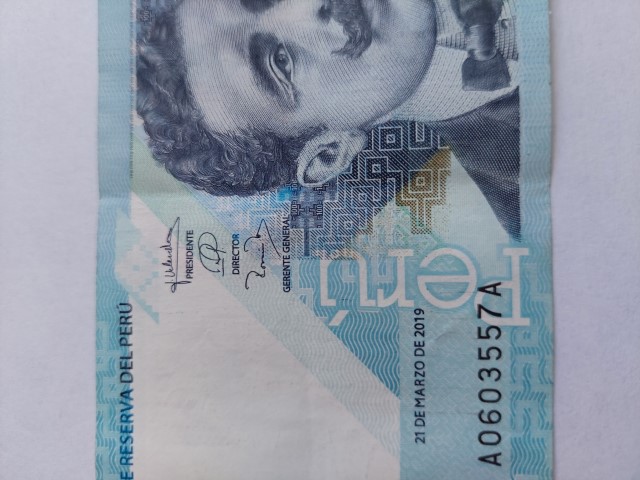 E RESERVA DEL PERÚ
PRESIDENTE
DIRECTOR
GERENTE GENERAL
Perú
21 DE MARZO DE 2019
A0603557A